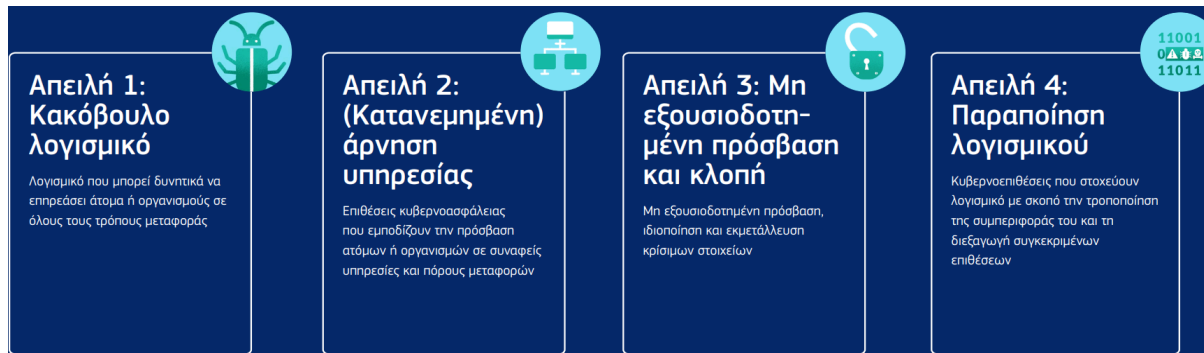 Απειλή 1:
Κακόβουλο
λογισμικό
Λογισμικό που μπορεί δυνητικά να
επηρεάσει άτομα ή οργανισμούς σε
όλους τους τρόπους μεταφοράς
Απειλή 2:
(Κατανεμημένη)
άρνηση
υπηρεσίας
Επιθέσεις κυβερνοασφάλειας
που εμποδίζουν την πρόσβαση
ατόμων ή οργανισμών σε συναφείς
υπηρεσίες και πόρους μεταφορών
Απειλή 3: Μη
εξουσιοδοτη-
μένη πρόσβαση
και κλοπή
Μη εξουσιοδοτημένη πρόσβαση,
ιδιοποίηση και εκμετάλλευση
κρίσιμων στοιχείων
11001
0
11011
Απειλή 4:
Παραποίηση
λογισμικού
Κυβερνοεπιθέσεις που στοχεύουν
λογισμικό με σκοπό την τροποποίηση
της συμπεριφοράς του και τη
διεξαγωγή συγκεκριμένων
επιθέσεων